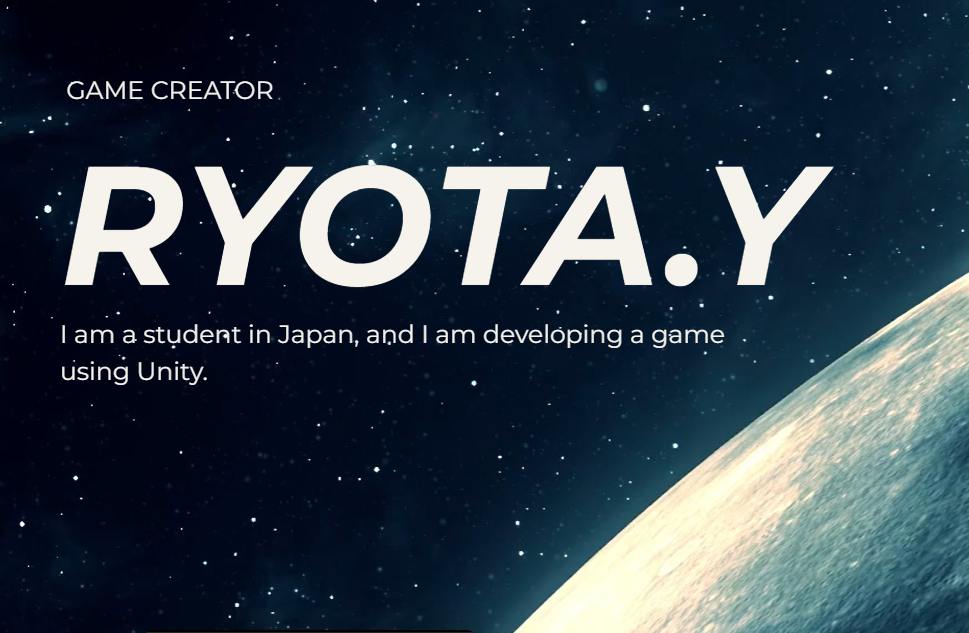 GAME CREATOR
RYOTA.Y
I am a student in Japan, and I am developing a game
using Unity.